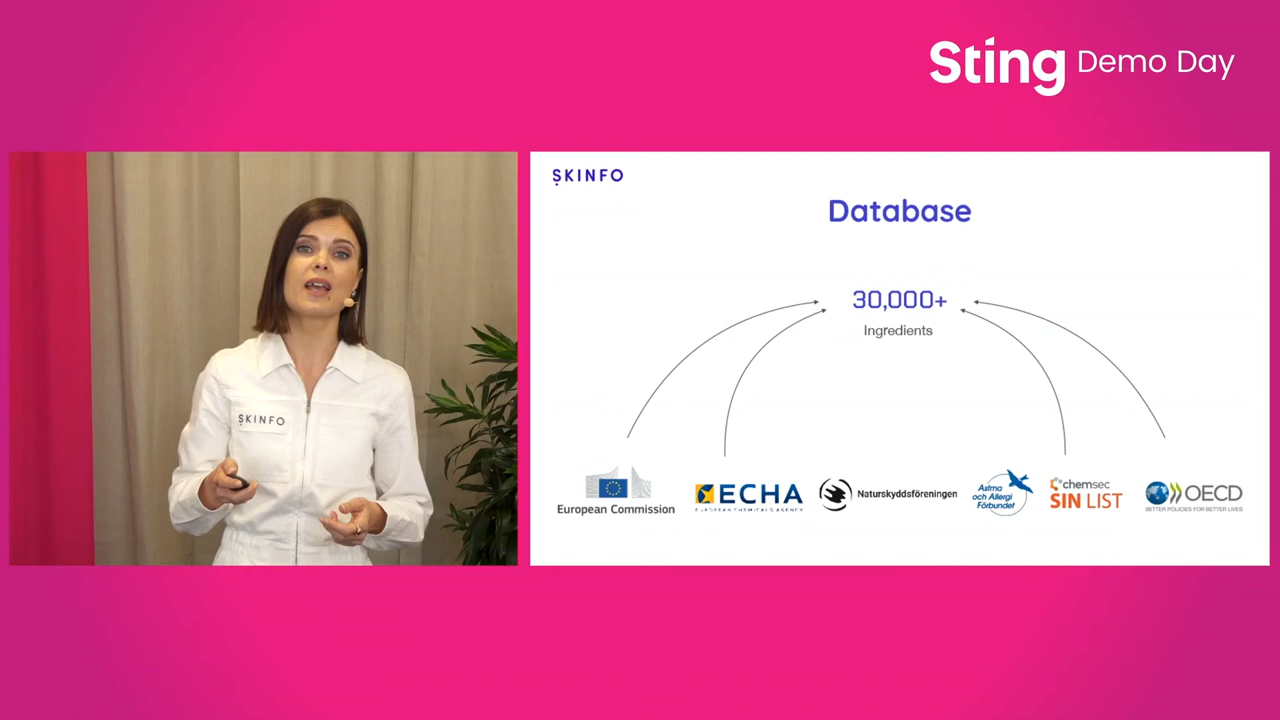 Sting Demo Day
SKINFO
Database
30,000+
Ingredients
SKINFO
European Commission
ECHA
EUROPEAN CHEMICALS AGENCY
Naturskyddsföreningen
Astma
och Allergi
Förbundet
chemsec
SIN LIST
OECD
BETTER POLICIES FOR BETTER LIVES